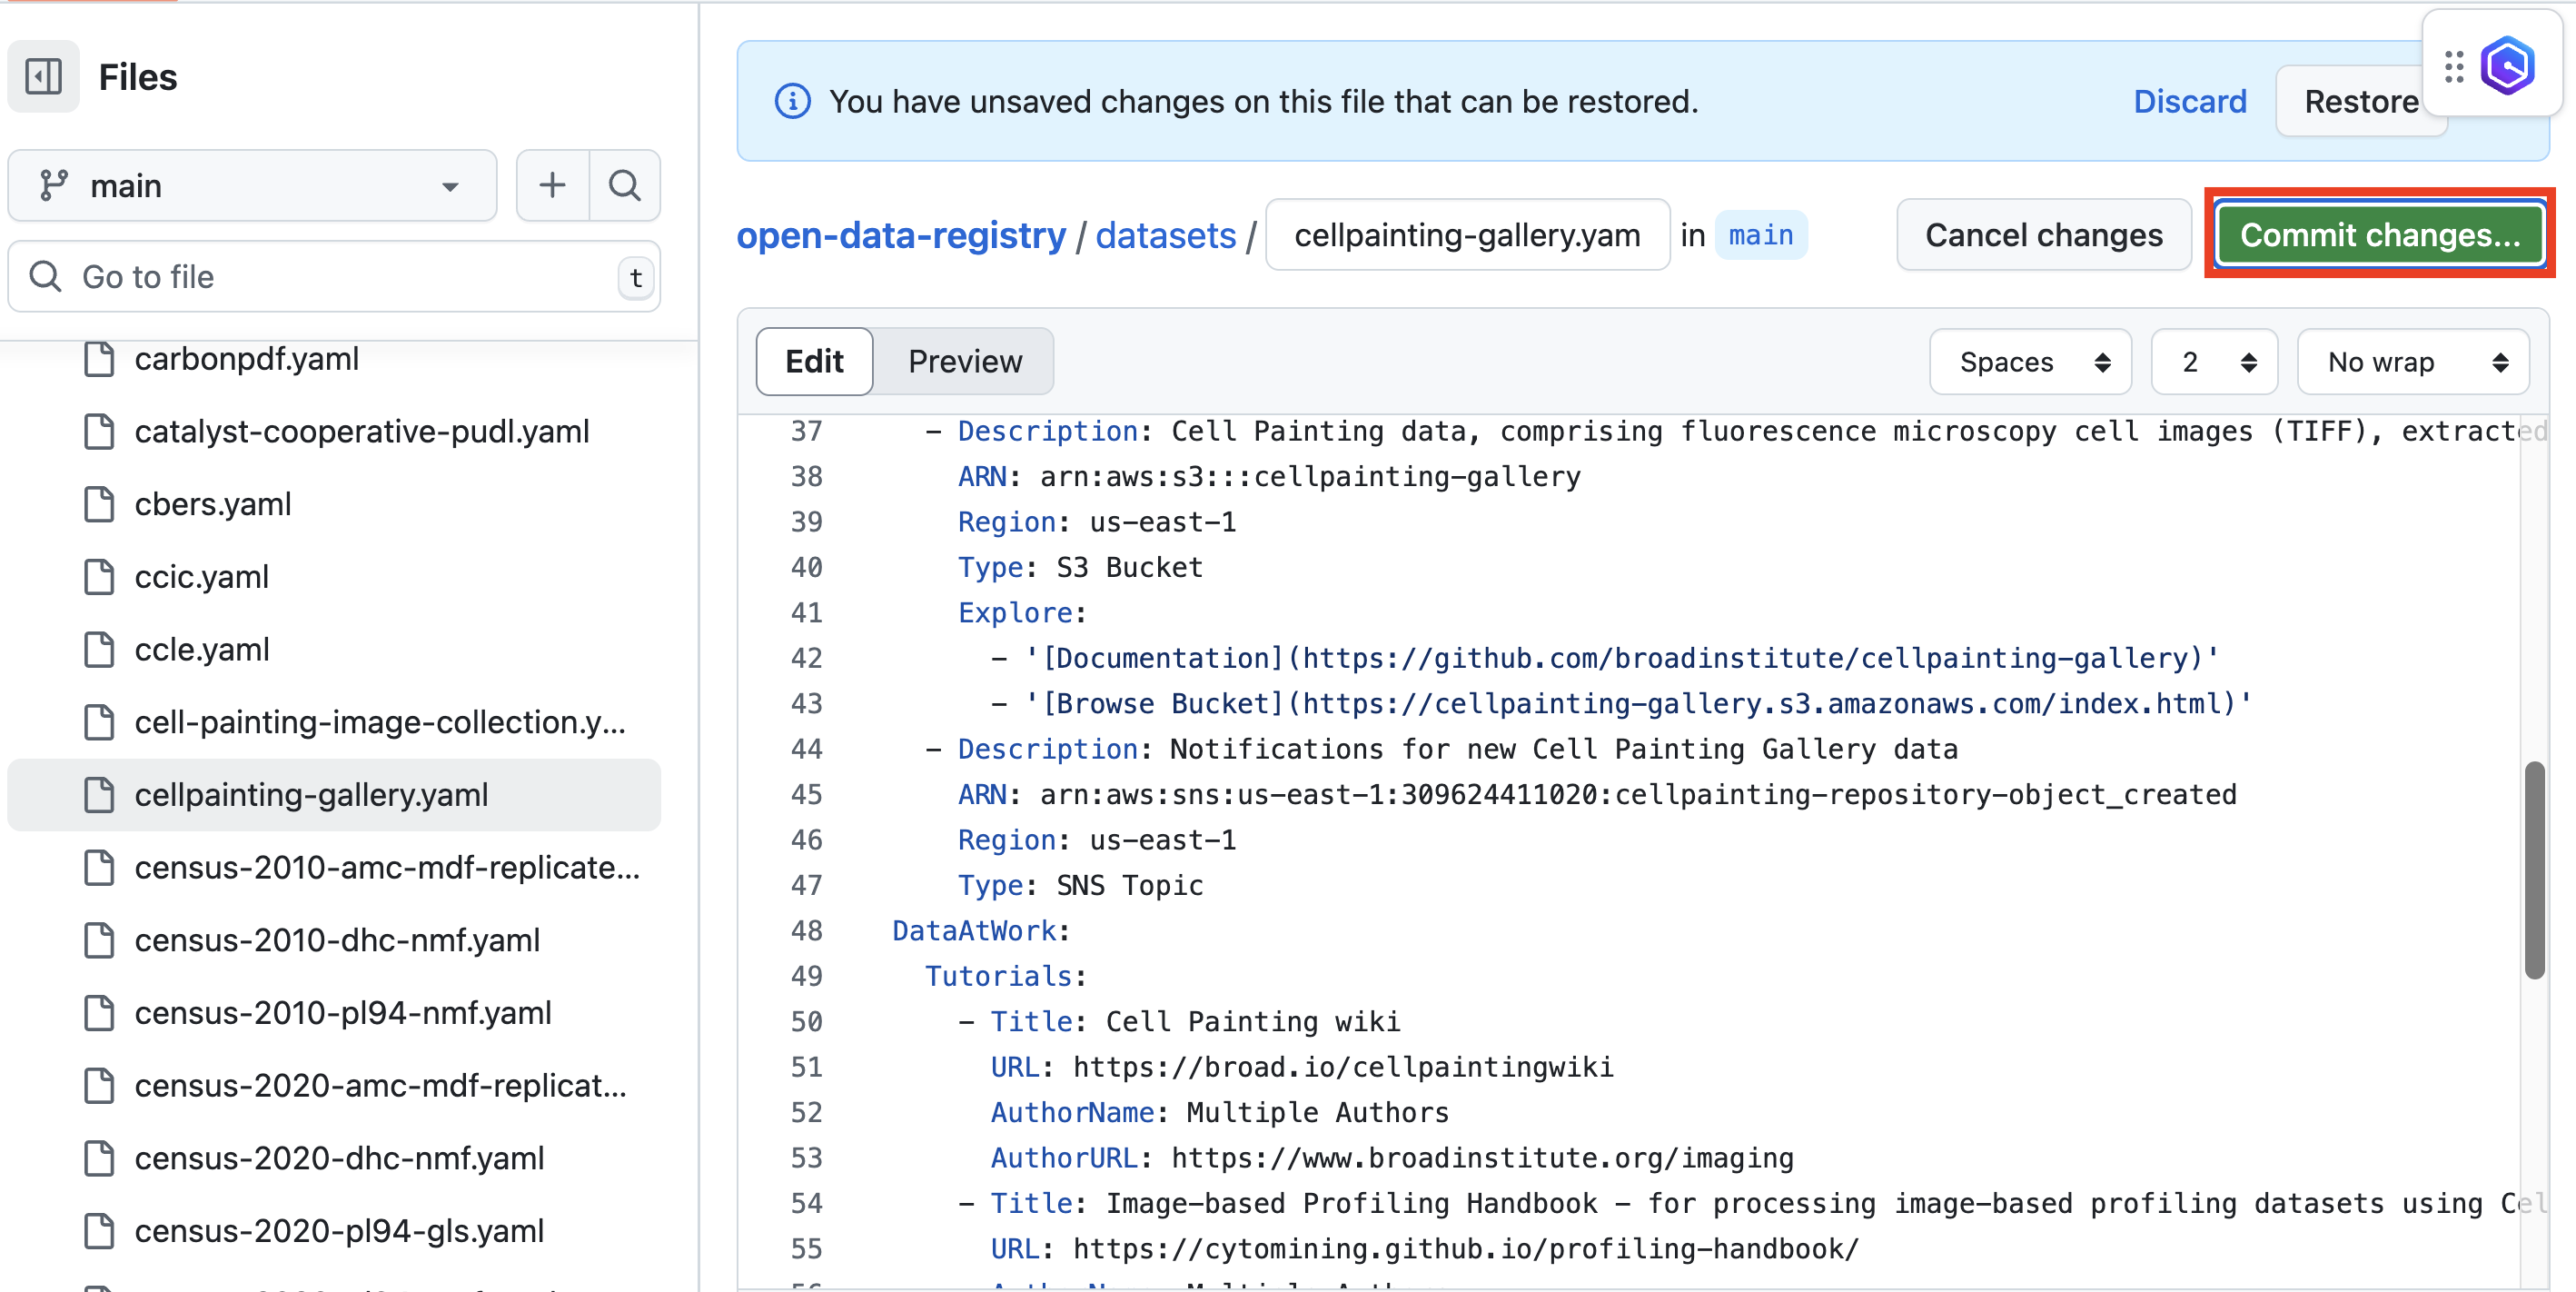 Files
main
Go to file
t
carbonpdf.yaml
catalyst-cooperative-pudl.yaml
cbers.yaml
ccic.yaml
ccle.yaml
cell-painting-image-collection.y...
cellpainting-gallery.yaml
census-2010-amc-mdf-replicate...
census-2010-dhc-nmf.yaml
census-2010-pl94-nmf.yaml
census-2020-amc-mdf-replicat...
census-2020-dhc-nmf.yaml
census-2020-pl94-gls.yaml
You have unsaved changes on this file that can be restored.
Discard
Restore
open-data-registry / datasets / cellpainting-gallery.yam in main
Cancel changes
Commit changes...
Edit
Preview
Spaces
2
No wrap
37 - Description: Cell Painting data, comprising fluorescence microscopy cell images (TIFF), extracted
38 ARN: arn:aws:s3:::cellpainting-gallery
39 Region: us-east-1
40 Type: S3 Bucket
41 Explore:
42 - '[Documentation](https://github.com/broadinstitute/cellpainting-gallery)'
43 - '[Browse Bucket](https://cellpainting-gallery.s3.amazonaws.com/index.html)'
44 - Description: Notifications for new Cell Painting Gallery data
45 ARN: arn:aws:sns:us-east-1:309624411020:cellpainting-repository-object_created
46 Region: us-east-1
47 Type: SNS Topic
48 DataAtWork:
49 Tutorials:
50 - Title: Cell Painting wiki
51 URL: https://broad.io/cellpaintingwiki
52 AuthorName: Multiple Authors
53 AuthorURL: https://www.broadinstitute.org/imaging
54 - Title: Image-based Profiling Handbook - for processing image-based profiling datasets using Cel
55 URL: https://cytomining.github.io/profiling-handbook/